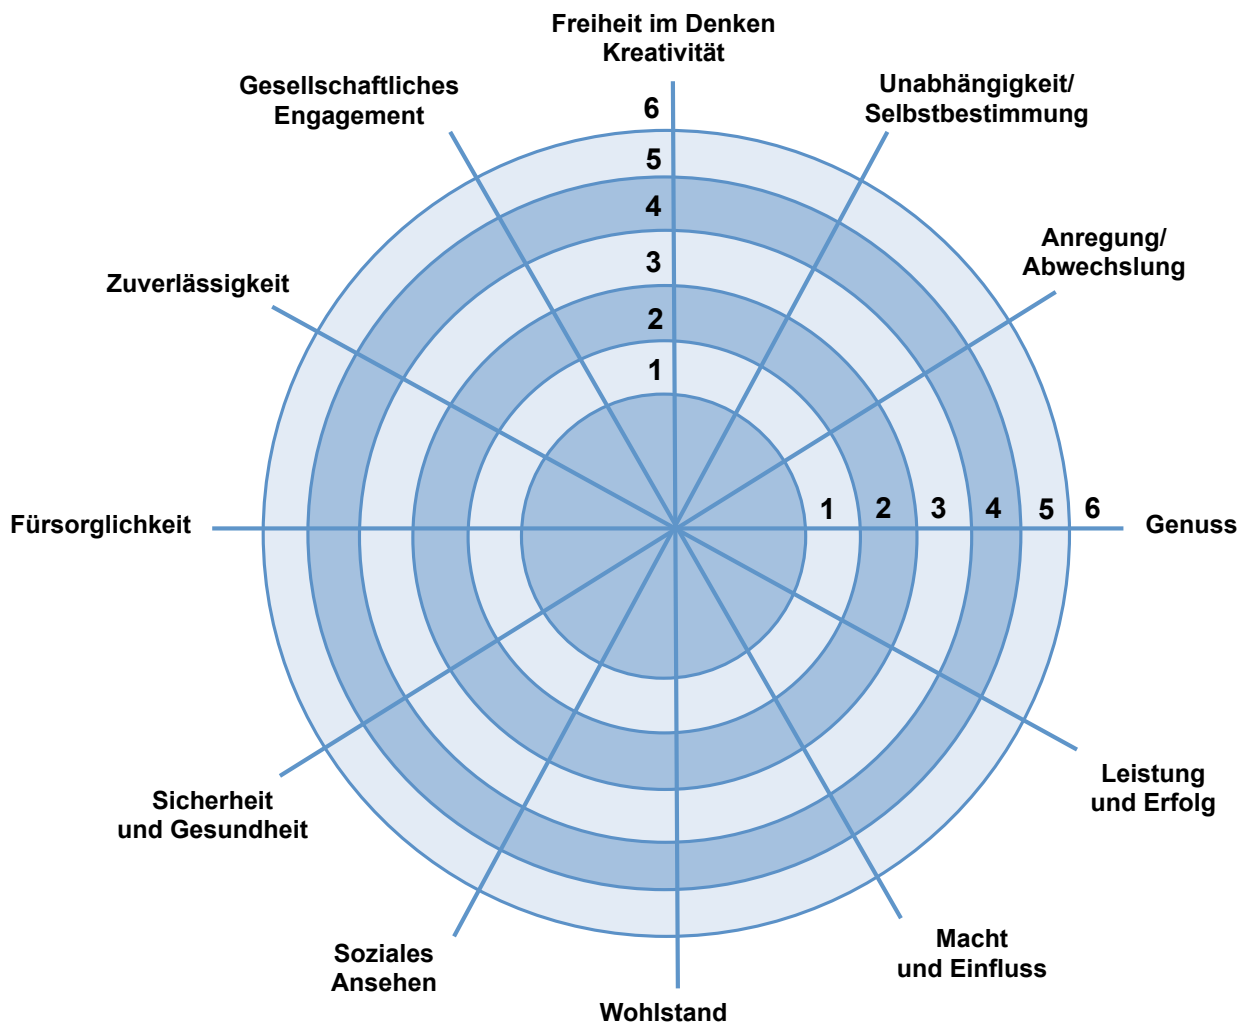 Freiheit im Denken
Kreativität
Gesellschaftliches
Engagement
Unabhängigkeit/
Selbstbestimmung
6
5
4
3
2
1
Anregung/
Abwechslung
Zuverlässigkeit
Fürsorglichkeit
1 2 3 4 5 6
Genuss
Leistung
und Erfolg
Sicherheit
und Gesundheit
Macht
und Einfluss
Soziales
Ansehen
Wohlstand